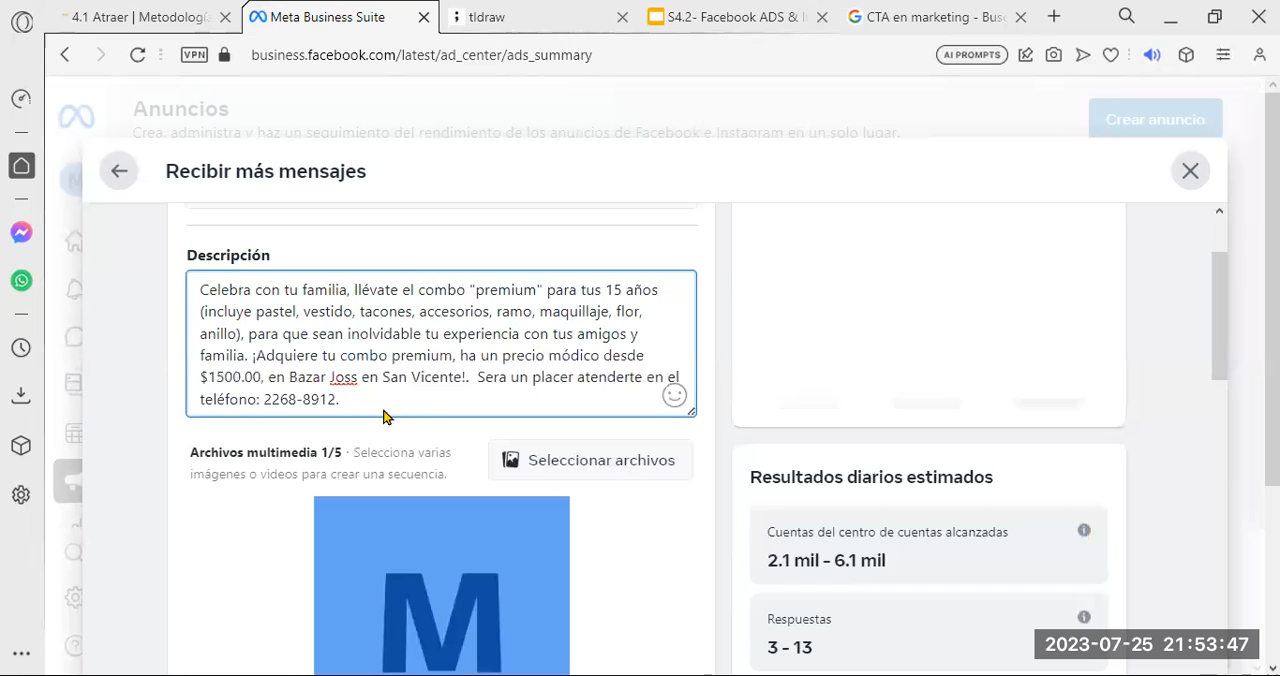 4.1 Atraer | Metodología
Meta Business Suite
tldraw
S4.2- Facebook ADS & I
CTA en marketing - Bus
VPN
business.facebook.com/latest/ad_center/ads_summary
AI PROMPTS
Anuncios
Crea, administra y haz un seguimiento del rendimiento de los anuncios de Facebook e Instagram en un solo lugar.
Crear anuncio
Recibir más mensajes
Descripción
Celebra con tu familia, llévate el combo "premium" para tus 15 años
(incluye pastel, vestido, tacones, accesorios, ramo, maquillaje, flor,
anillo), para que sean inolvidable tu experiencia con tus amigos y
familia. ¡Adquiere tu combo premium, ha un precio módico desde
$1500.00, en Bazar Joss en San Vicente!.  Sera un placer atenderte en el
teléfono: 2268-8912.
Archivos multimedia 1/5 · Selecciona varias
imágenes o videos para crear una secuencia.
Seleccionar archivos
M
Resultados diarios estimados
Cuentas del centro de cuentas alcanzadas
2.1 mil - 6.1 mil
Respuestas
3 - 13
2023-07-25 21:53:47